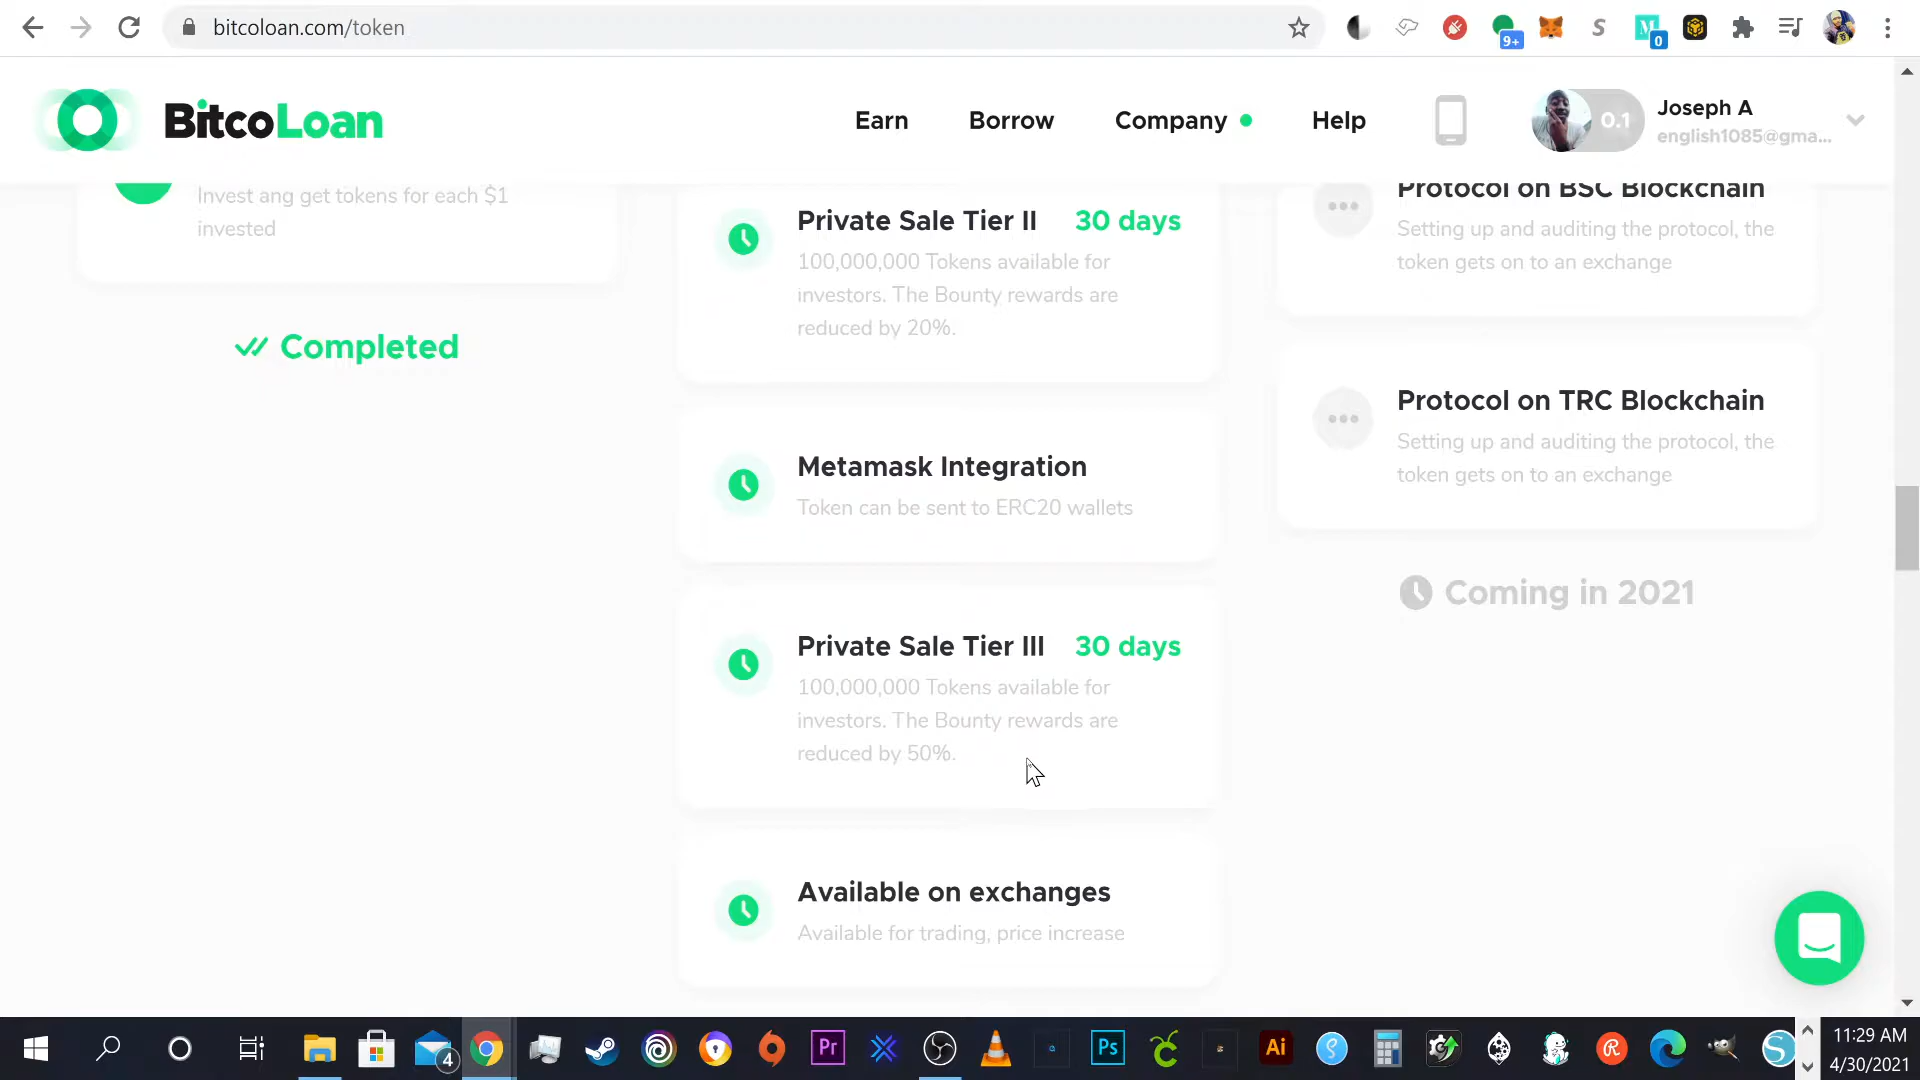 bitcoloan.com/token
9+
S
M
0
BitcoLoan
Earn
Borrow
Company
Help
0.1
Joseph A
english1085@gma...
Invest ang get tokens for each $1
invested
Completed
Private Sale Tier II
30 days
100,000,000 Tokens available for
investors. The Bounty rewards are
reduced by 20%.
Metamask Integration
Token can be sent to ERC20 wallets
Private Sale Tier III
30 days
100,000,000 Tokens available for
investors. The Bounty rewards are
reduced by 50%.
Available on exchanges
Available for trading, price increase
Protocol on BSC Blockchain
Setting up and auditing the protocol, the
token gets on to an exchange
Protocol on TRC Blockchain
Setting up and auditing the protocol, the
token gets on to an exchange
Coming in 2021
4
Pr
Ps
Ai
11:29 AM
4/30/2021